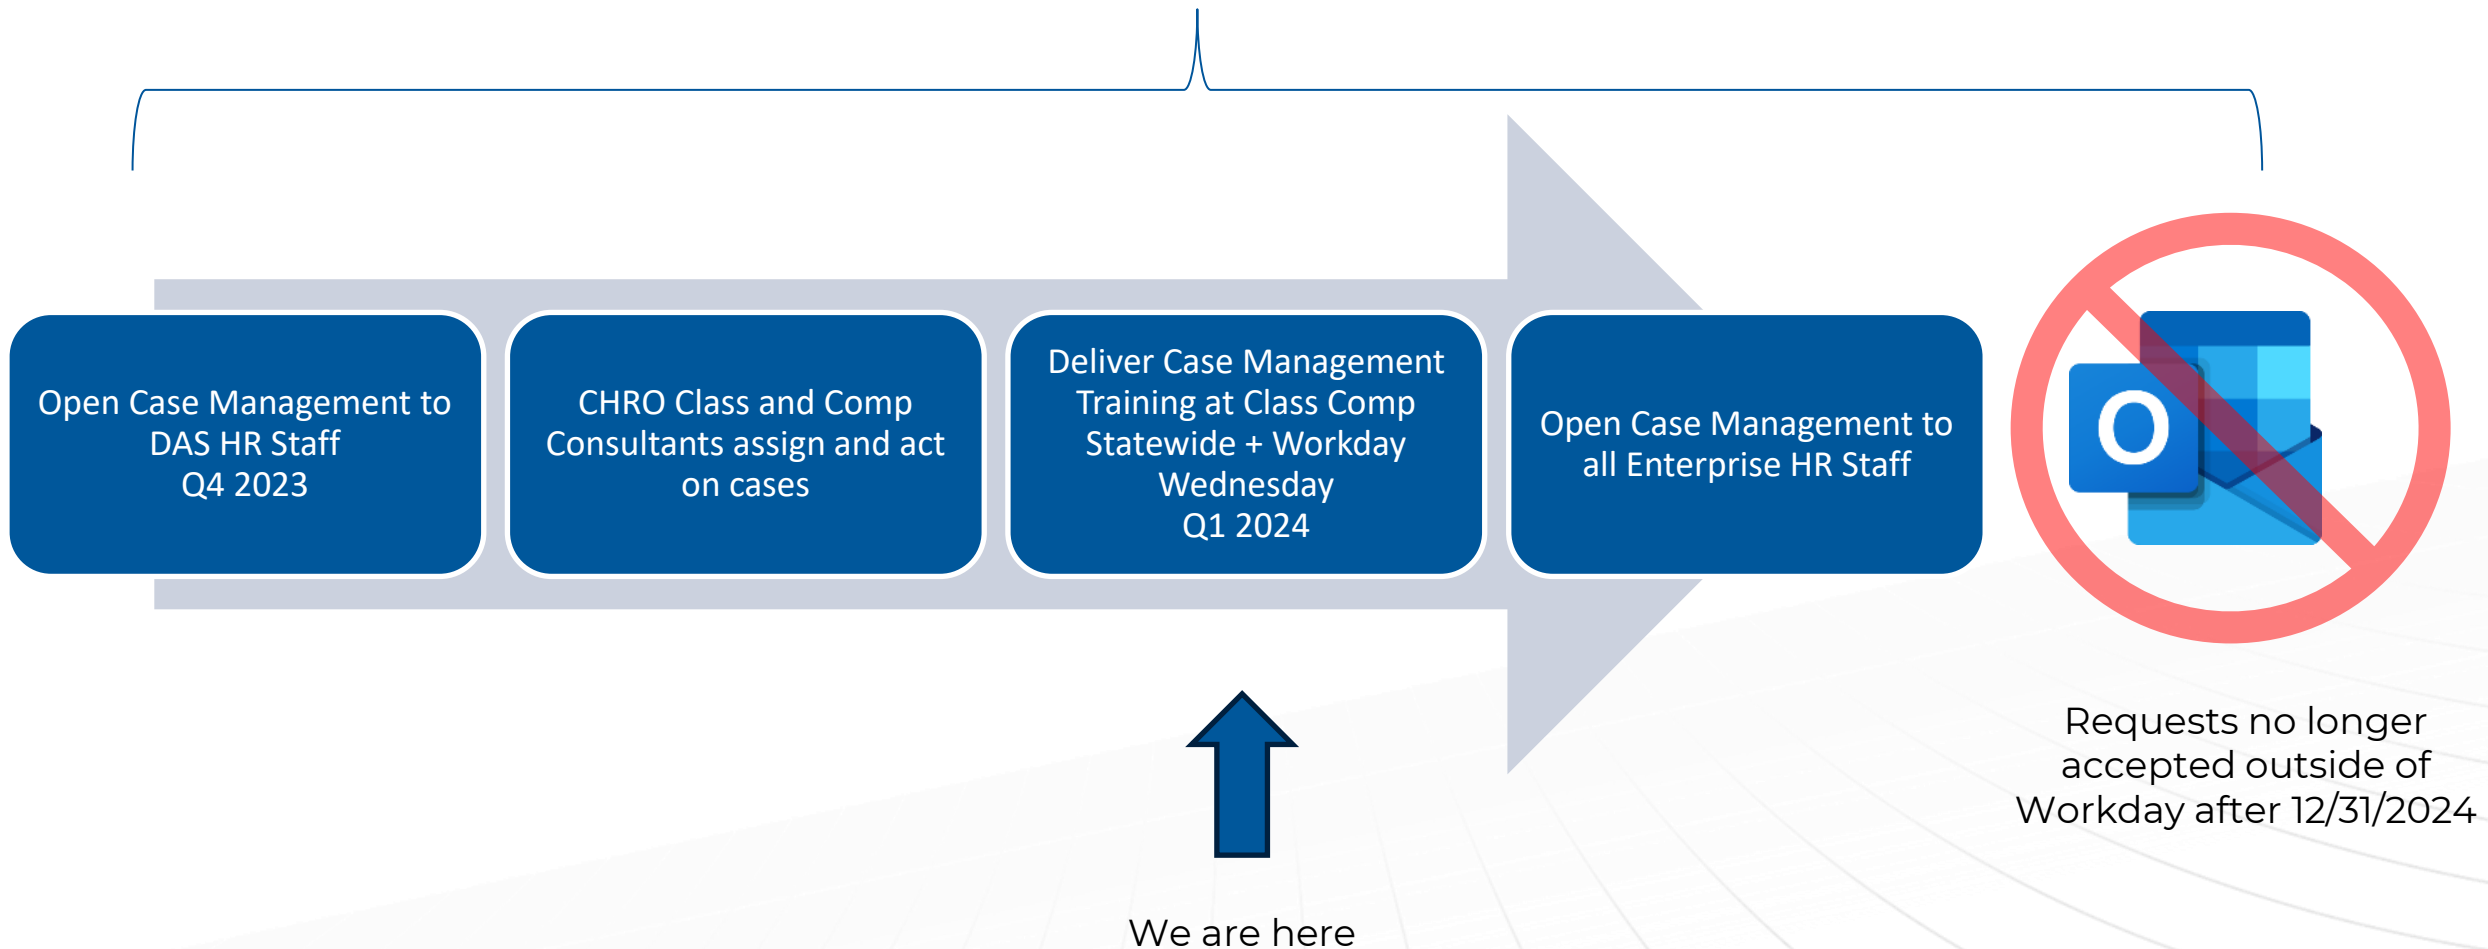 Open Case Management to
DAS HR Staff
Q4 2023
CHRO Class and Comp
Consultants assign and act
on cases
Deliver Case Management
Training at Class Comp
Statewide + Workday
Wednesday
Q1 2024
Open Case Management to
all Enterprise HR Staff
O
Requests no longer
accepted outside of
Workday after 12/31/2024
We are here